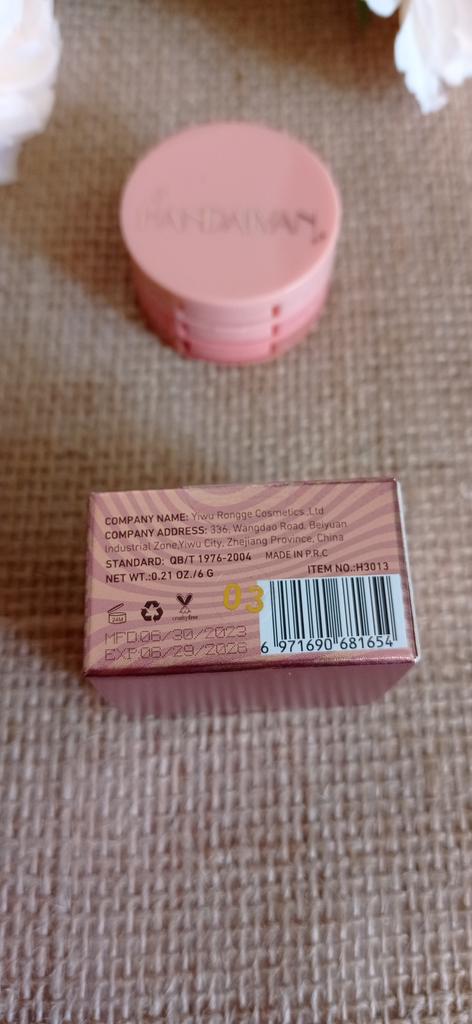 HANDAIYAN
COMPANY NAME: Yiwu Rongge Cosmetics.,Ltd
COMPANY ADDRESS: 336, Wangdao Road, Beiyuan
Industrial Zone,Yiwu City, Zhejiang Province, China
STANDARD: QB/T 1976-2004 MADE IN P.R.C
NET WT.:0.21 OZ/6 G ITEM NO.:H3013
03
24M
crueltyfree
MFD:06/30/2023
EXP:06/29/2026
6 971690 681654